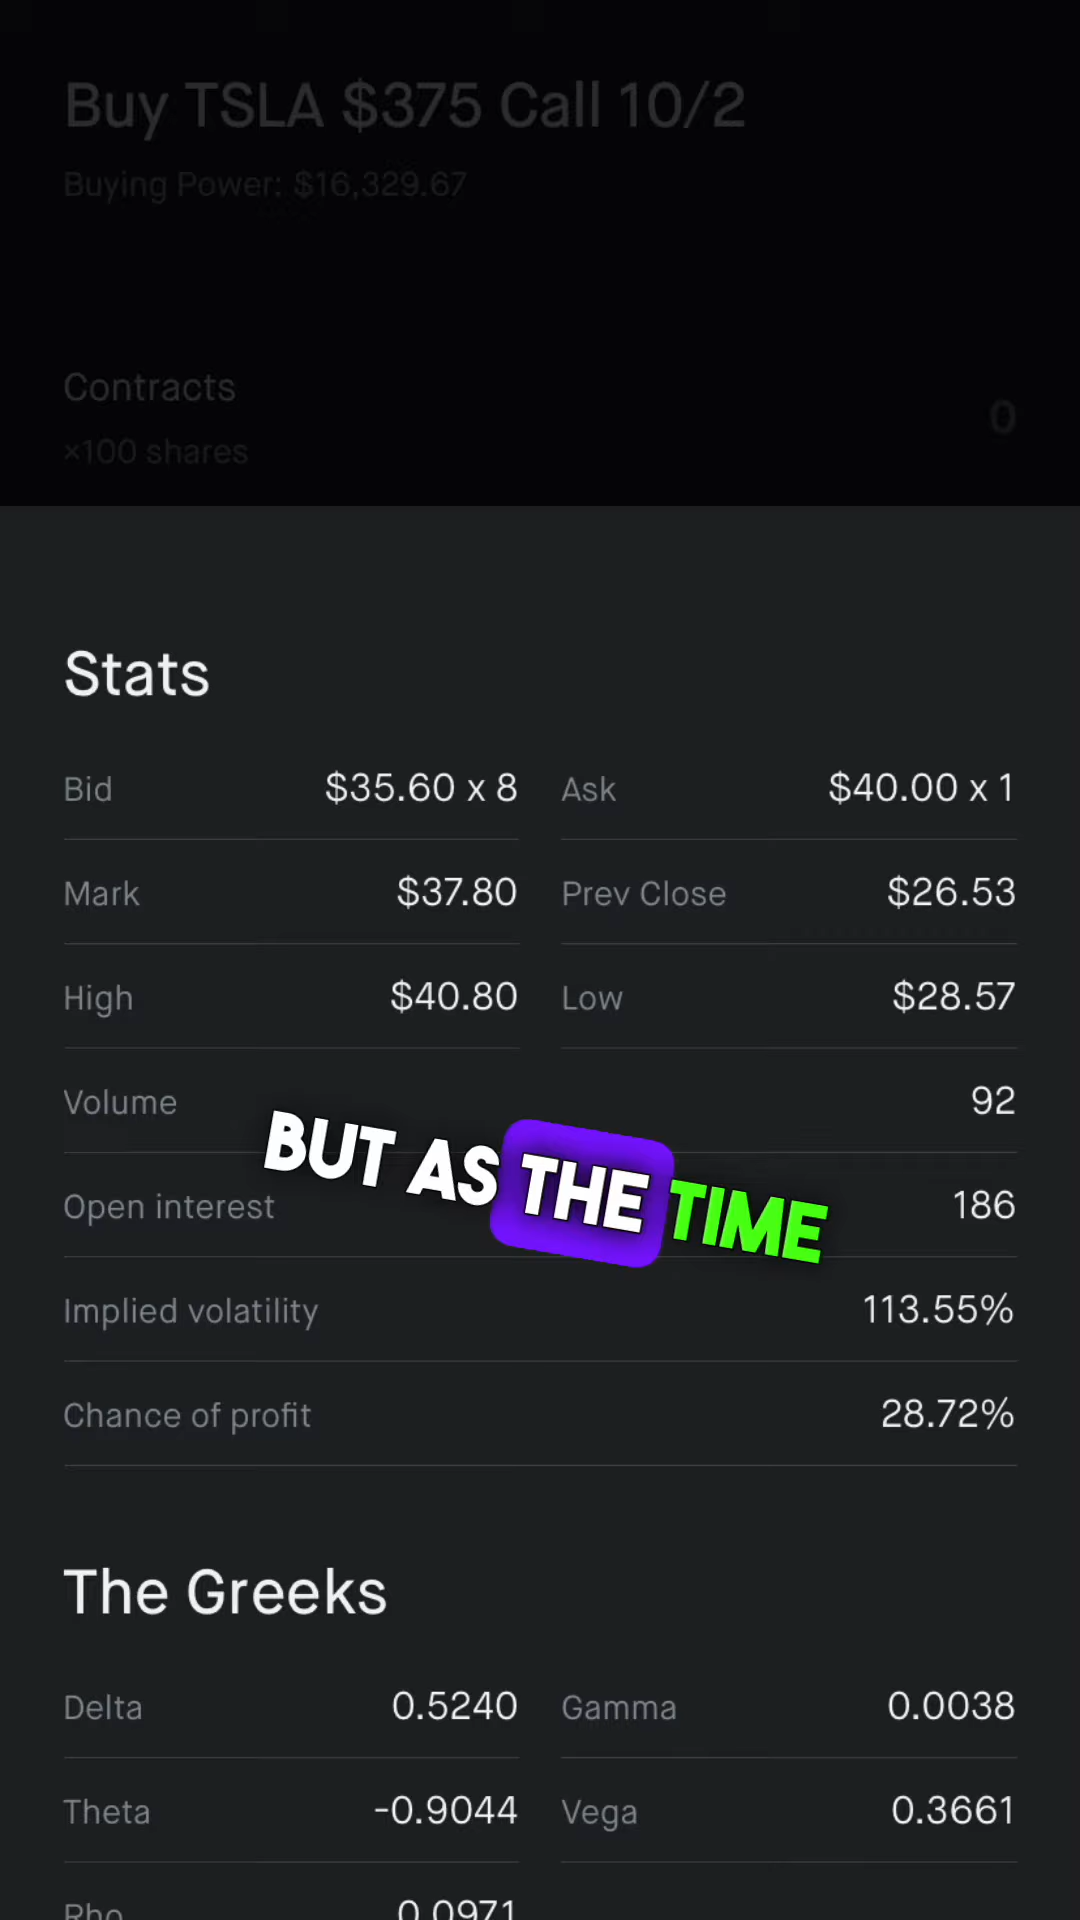 Buy TSLA $375 Call 10/2
Buying Power: $16,329.67
Contracts
×100 shares
0
Stats
Bid $35.60 x 8 Ask $40.00 x 1
Mark $37.80 Prev Close $26.53
High $40.80 Low $28.57
Volume 92
BUT AS THE TIME
Open interest 186
Implied volatility 113.55%
Chance of profit 28.72%
The Greeks
Delta 0.5240 Gamma 0.0038
Theta -0.9044 Vega 0.3661
Rho 0.0971